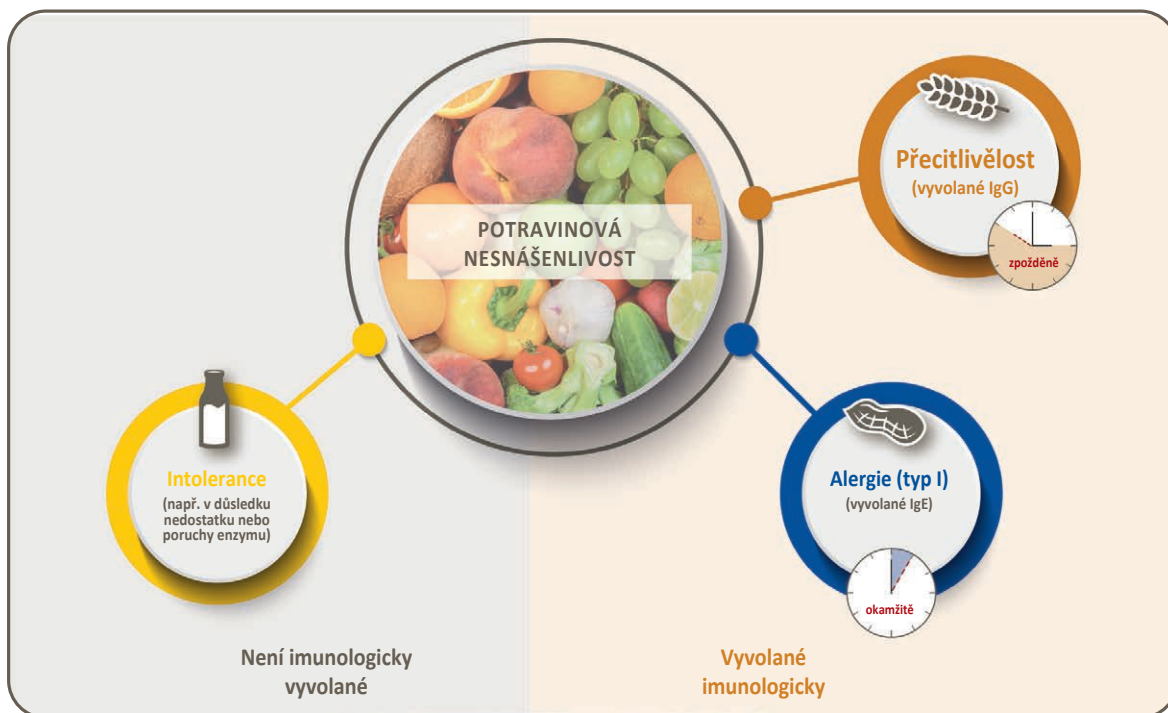 POTRAVINOVÁ
NESNÁŠENLIVOST
Přecitlivělost
(vyvolané IgG)
zpožděně
Intolerance
(např. v důsledku
nedostatku nebo
poruchy enzymu)
Alergie (typ I)
(vyvolané IgE)
okamžitě
Není imunologicky
vyvolané
Vyvolané
imunologicky